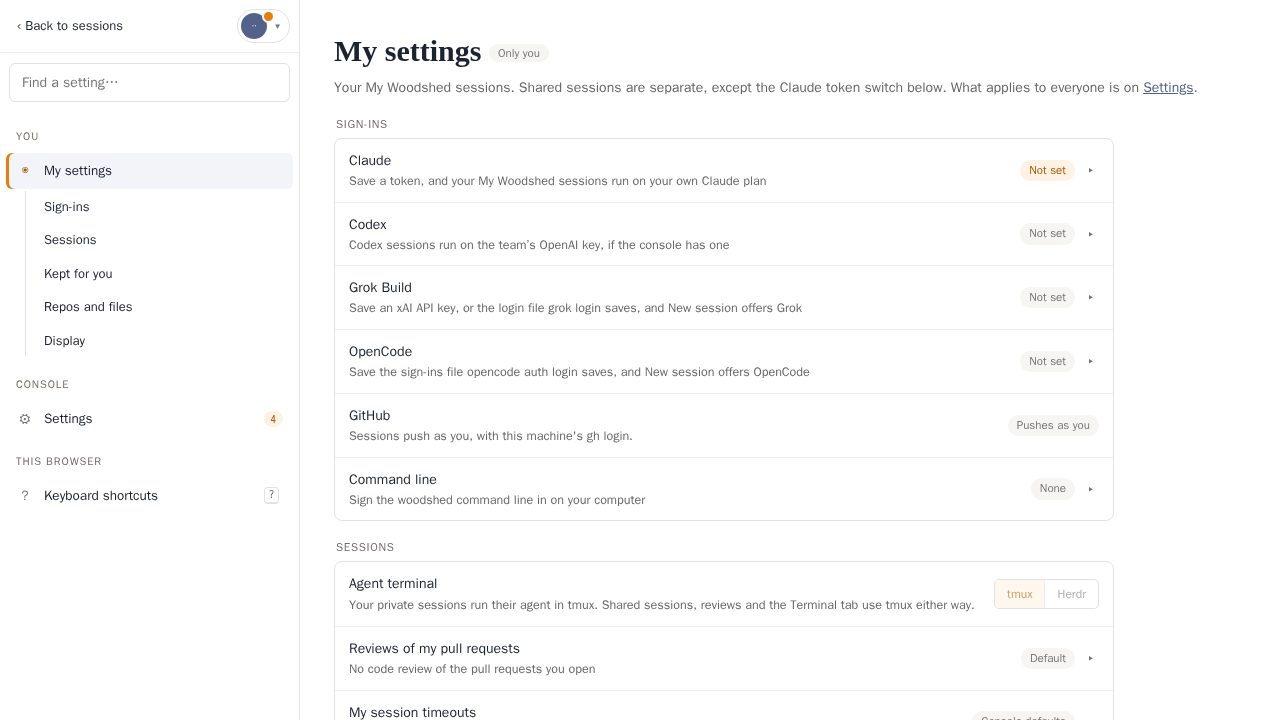 ‹ Back to sessions
Find a setting···
YOU
My settings
Sign-ins
Sessions
Kept for you
Repos and files
Display
CONSOLE
Settings
4
THIS BROWSER
? Keyboard shortcuts
?
My settings
Only you
Your My Woodshed sessions. Shared sessions are separate, except the Claude token switch below. What applies to everyone is on Settings.
SIGN-INS
Claude
Save a token, and your My Woodshed sessions run on your own Claude plan
Not set
Codex
Codex sessions run on the team's OpenAI key, if the console has one
Not set
Grok Build
Save an xAI API key, or the login file grok login saves, and New session offers Grok
Not set
OpenCode
Save the sign-ins file opencode auth login saves, and New session offers OpenCode
Not set
GitHub
Sessions push as you, with this machine's gh login.
Pushes as you
Command line
Sign the woodshed command line in on your computer
None
SESSIONS
Agent terminal
Your private sessions run their agent in tmux. Shared sessions, reviews and the Terminal tab use tmux either way.
tmux
Herdr
Reviews of my pull requests
No code review of the pull requests you open
Default
My session timeouts
Console defaults